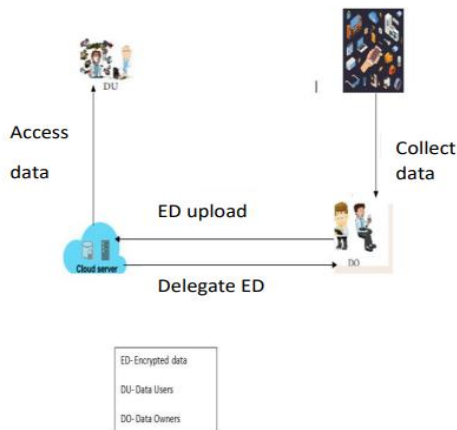 DU
Access
data
Collect
data
ED upload
Cloud server
DO
Delegate ED
ED-Encrypted data
DU-Data Users
DO-Data Owners